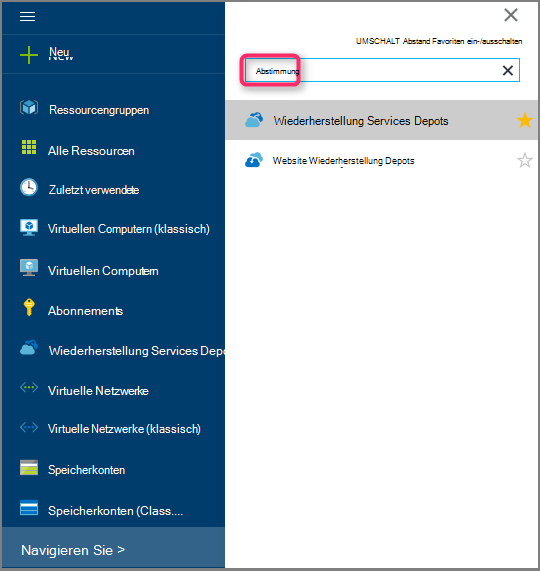 Neu
New
Ressourcengruppen
Alle Ressourcen
Zuletzt verwendete
Virtuellen Computern (klassisch)
Virtuellen Computern
Abonnements
Wiederherstellung Services Depo
Virtuelle Netzwerke
Virtuelle Netzwerke (klassisch)
Speicherkonten
Speicherkonten (Class....
Navigieren Sie >
UMSCHALT Abstand Favoriten ein-/ausschalten
Abstimmung
Wiederherstellung Services Depots
Website Wiederherstellung Depots